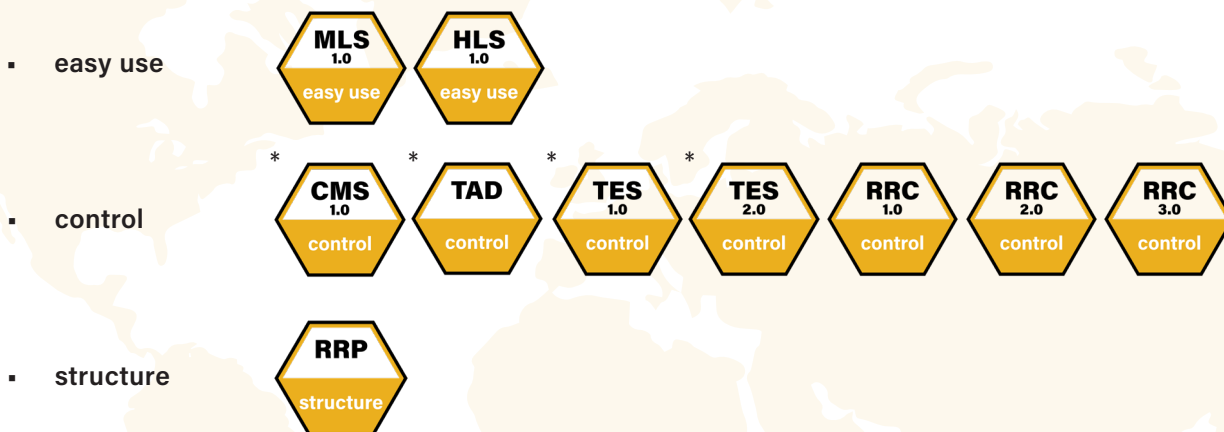 ▪ easy use
MLS HLS
1.0 1.0
easy use easy use
* * * *
CMS TAD TES TES RRC RRC RRC
1.0 1.0 2.0 1.0 2.0 3.0
▪ control
control control control control control control control
RRP
▪ structure
structure